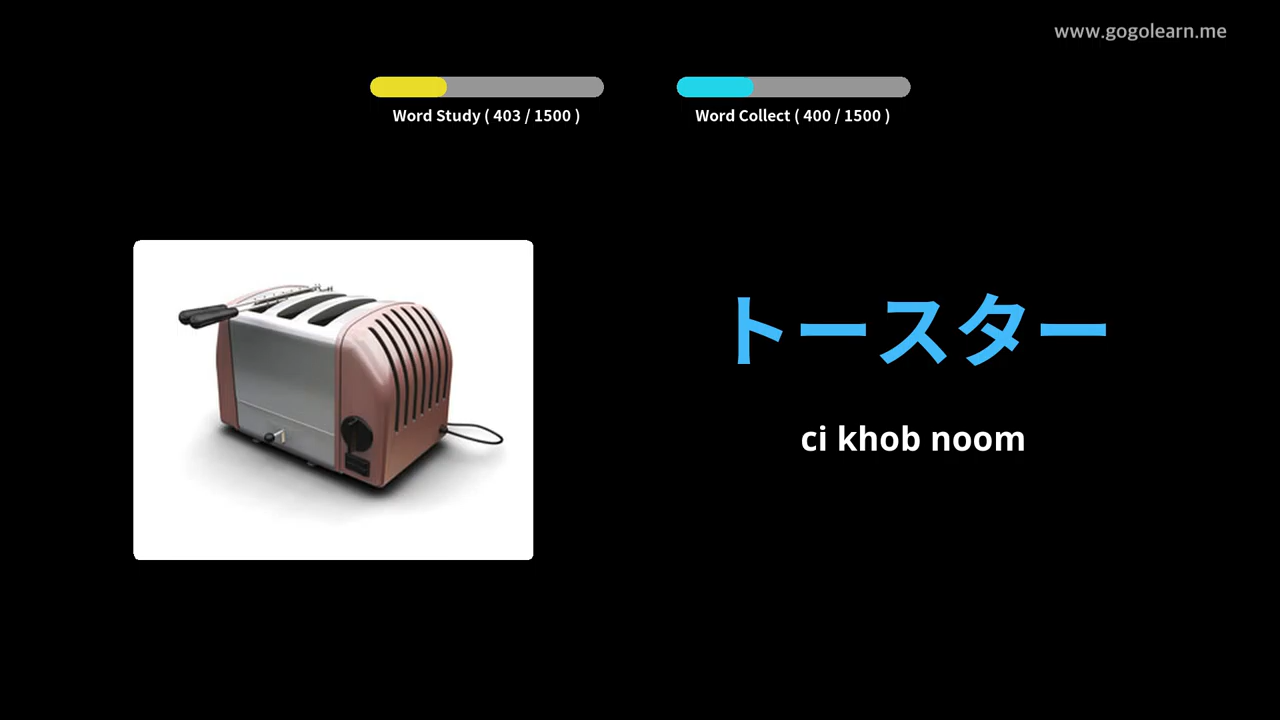 www.gogolearn.me
Word Study ( 403 / 1500 )
Word Collect ( 400 / 1500 )
トースター
ci khob noom